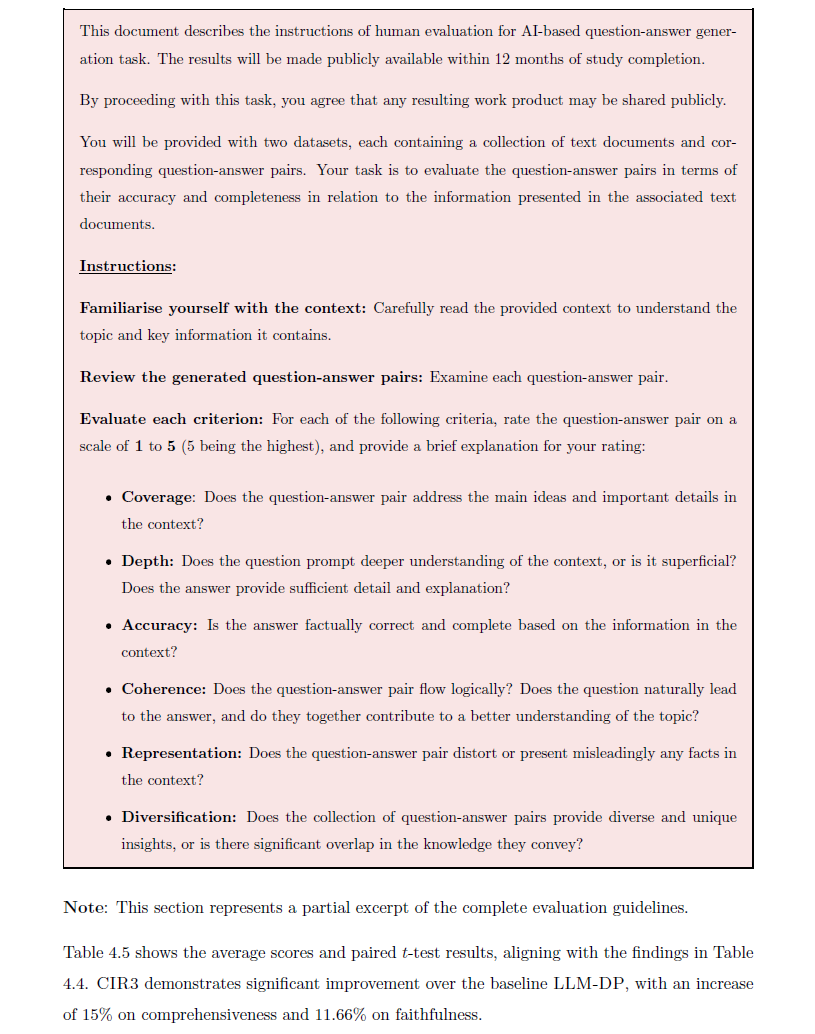 This document describes the instructions of human evaluation for AI-based question-answer gener-
ation task. The results will be made publicly available within 12 months of study completion.
By proceeding with this task, you agree that any resulting work product may be shared publicly.
You will be provided with two datasets, each containing a collection of text documents and cor-
responding question-answer pairs. Your task is to evaluate the question-answer pairs in terms of
their accuracy and completeness in relation to the information presented in the associated text
documents.
Instructions:
Familiarise yourself with the context: Carefully read the provided context to understand the
topic and key information it contains.
Review the generated question-answer pairs: Examine each question-answer pair.
Evaluate each criterion: For each of the following criteria, rate the question-answer pair on a
scale of 1 to 5 (5 being the highest), and provide a brief explanation for your rating:
• Coverage: Does the question-answer pair address the main ideas and important details in
the context?
• Depth: Does the question prompt deeper understanding of the context, or is it superficial?
Does the answer provide sufficient detail and explanation?
• Accuracy: Is the answer factually correct and complete based on the information in the
context?
• Coherence: Does the question-answer pair flow logically? Does the question naturally lead
to the answer, and do they together contribute to a better understanding of the topic?
• Representation: Does the question-answer pair distort or present misleadingly any facts in
the context?
• Diversification: Does the collection of question-answer pairs provide diverse and unique
insights, or is there significant overlap in the knowledge they convey?
Note: This section represents a partial excerpt of the complete evaluation guidelines.
Table 4.5 shows the average scores and paired t-test results, aligning with the findings in Table
4.4. CIR3 demonstrates significant improvement over the baseline LLM-DP, with an increase
of 15% on comprehensiveness and 11.66% on faithfulness.